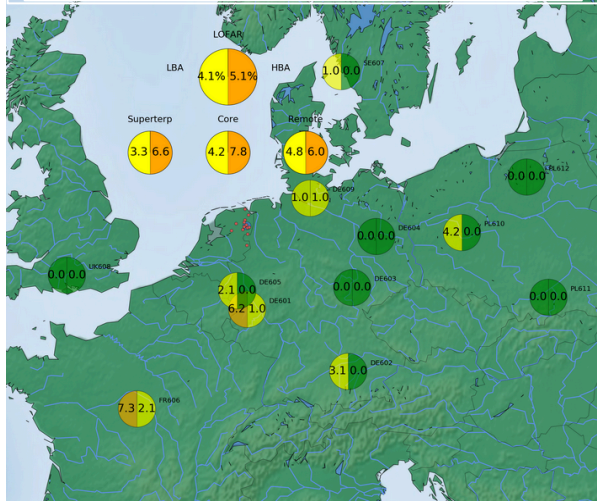 LOFAR
LBA 4.1% 5.1% HBA
1.0 0.0 SE607
Superterp Core Remote
3.3 6.6 4.2 7.8 4.8 6.0
0.0 0.0 PL612
1.0 1.0 DE609
0.0 0.0 DE604
4.2 0.0 PL610
0.0 0.0 UK608
2.1 0.0 DE605
0.0 0.0 DE603
0.0 0.0 PL611
6.2 1.0 DE601
3.1 0.0 DE602
7.3 2.1 FR606